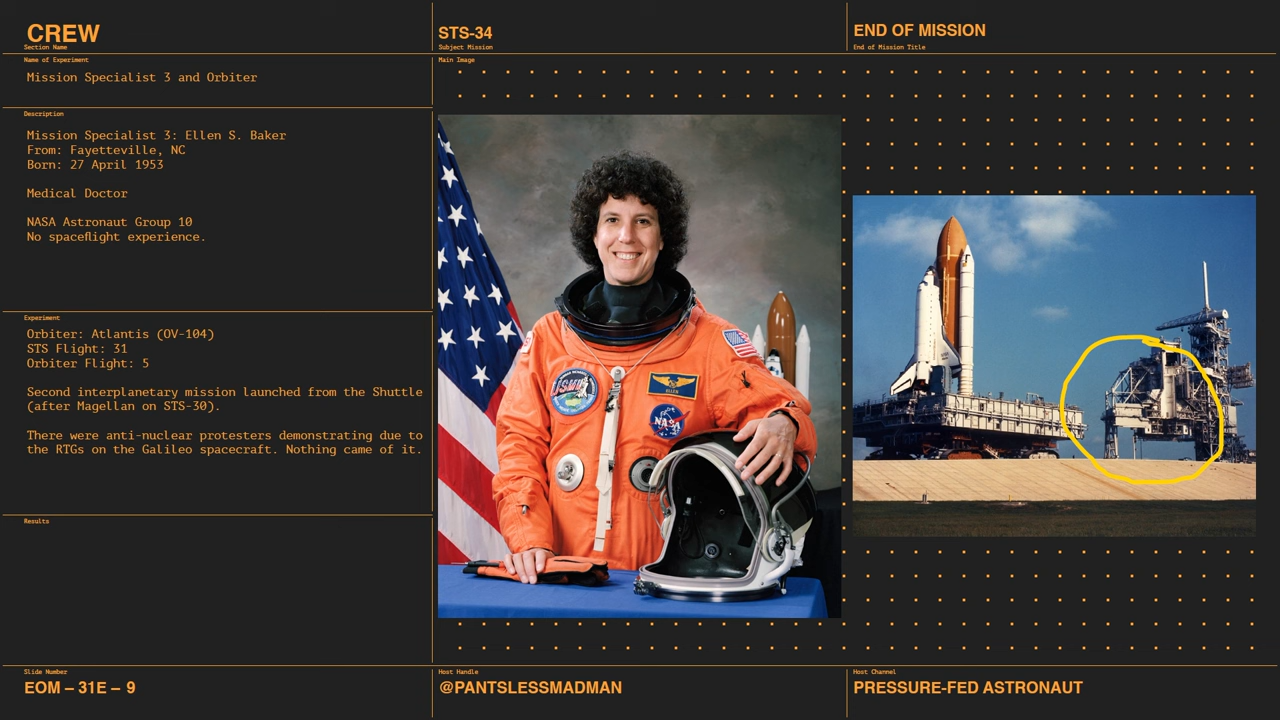 CREW
Section Name
STS-34
Subject Mission
END OF MISSION
End of Mission Title
Name of Experiment
Mission Specialist 3 and Orbiter
Main Image
Description
Mission Specialist 3: Ellen S. Baker
From: Fayetteville, NC
Born: 27 April 1953
Medical Doctor
NASA Astronaut Group 10
No spaceflight experience.
Experiment
Orbiter: Atlantis (OV-104)
STS Flight: 31
Orbiter Flight: 5
Second interplanetary mission launched from the Shuttle
(after Magellan on STS-30).
There were anti-nuclear protesters demonstrating due to
the RTGs on the Galileo spacecraft. Nothing came of it.
Results
NASA
Slide Number
EOM – 31E – 9
Host Handle
@PANTSLESSMADMAN
Host Channel
PRESSURE-FED ASTRONAUT